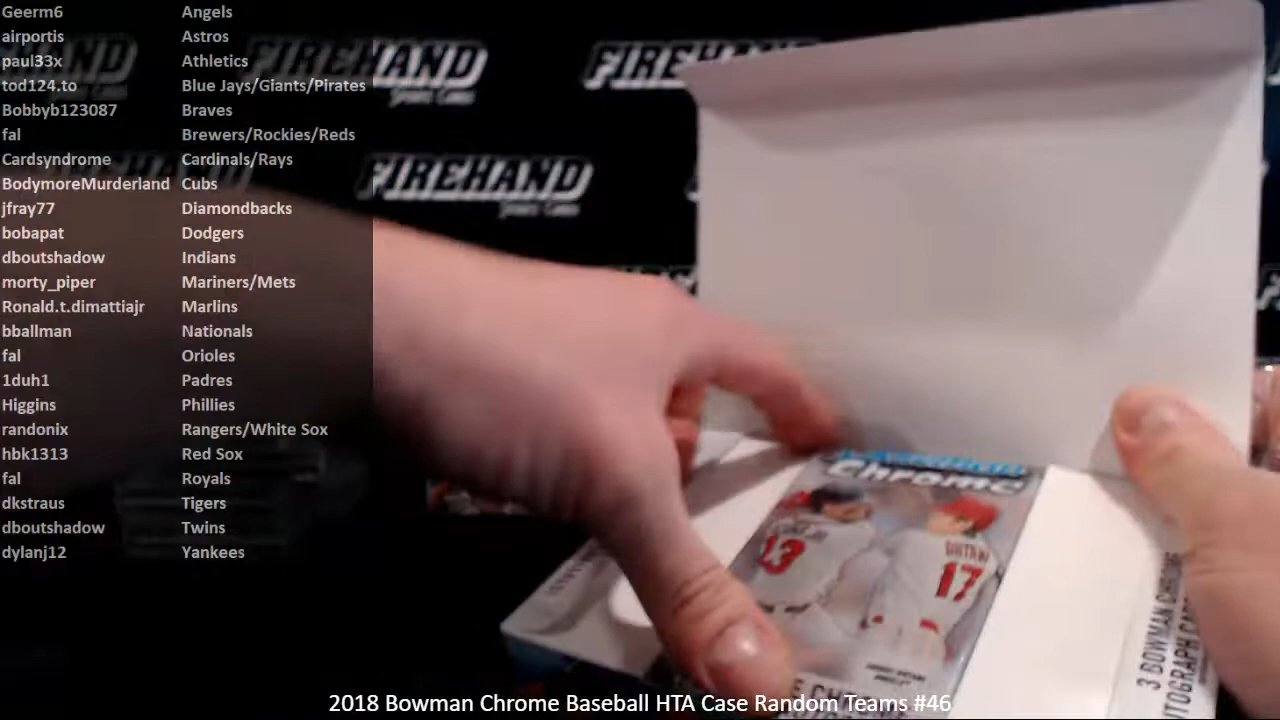 Geerm6 Angels
airportis Astros
paul33x Athletics
tod124.to Blue Jays/Giants/Pirates
Bobbyb123087 Braves
fal Brewers/Rockies/Reds
Cardsyndrome Cardinals/Rays
BodymoreMurderland Cubs
jfray77 Diamondbacks
bobapat Dodgers
dboutshadow Indians
morty_piper Mariners/Mets
Ronald.t.dimattiajr Marlins
bballman Nationals
fal Orioles
1duh1 Padres
Higgins Phillies
randonix Rangers/White Sox
hbk1313 Red Sox
fal Royals
dkstraus Tigers
dboutshadow Twins
dylanj12 Yankees
FIREHAND
FIREHAND
Chrome
13
17
3 BOWMAN CHROME
AUTOGRAPH CARDS
2018 Bowman Chrome Baseball HTA Case Random Teams #46